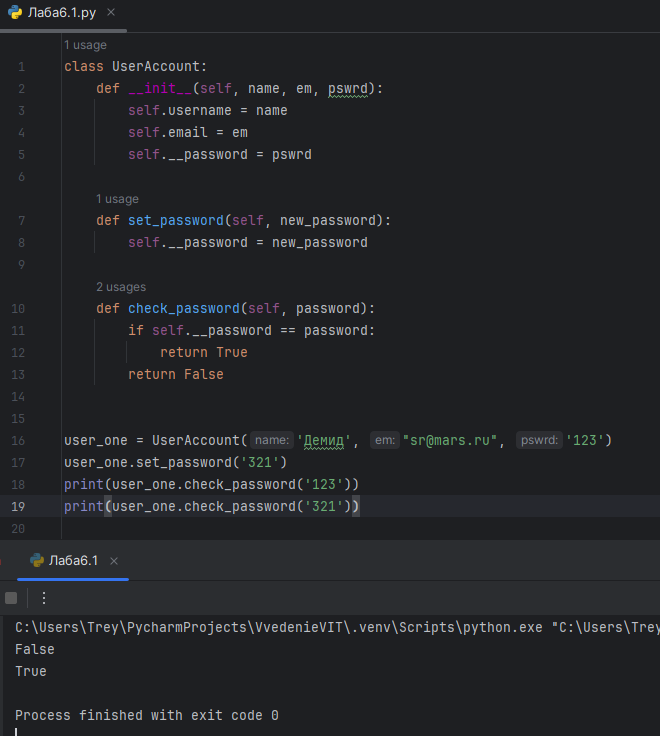 Лаба6.1.py ×
1 usage
1 class UserAccount:
2 def __init__(self, name, em, pswrd):
3 self.username = name
4 self.email = em
5 self.__password = pswrd
6
1 usage
7 def set_password(self, new_password):
8 self.__password = new_password
9
2 usages
10 def check_password(self, password):
11 if self.__password == password:
12 return True
13 return False
14
15
16 user_one = UserAccount( name: 'Демид', em: "sr@mars.ru", pswrd: '123')
17 user_one.set_password('321')
18 print(user_one.check_password('123'))
19 print(user_one.check_password('321'))
20
Лаба6.1 ×
C:\Users\Trey\PycharmProjects\VvedenieVIT\.venv\Scripts\python.exe "C:\Users\Trey
False
True
Process finished with exit code 0